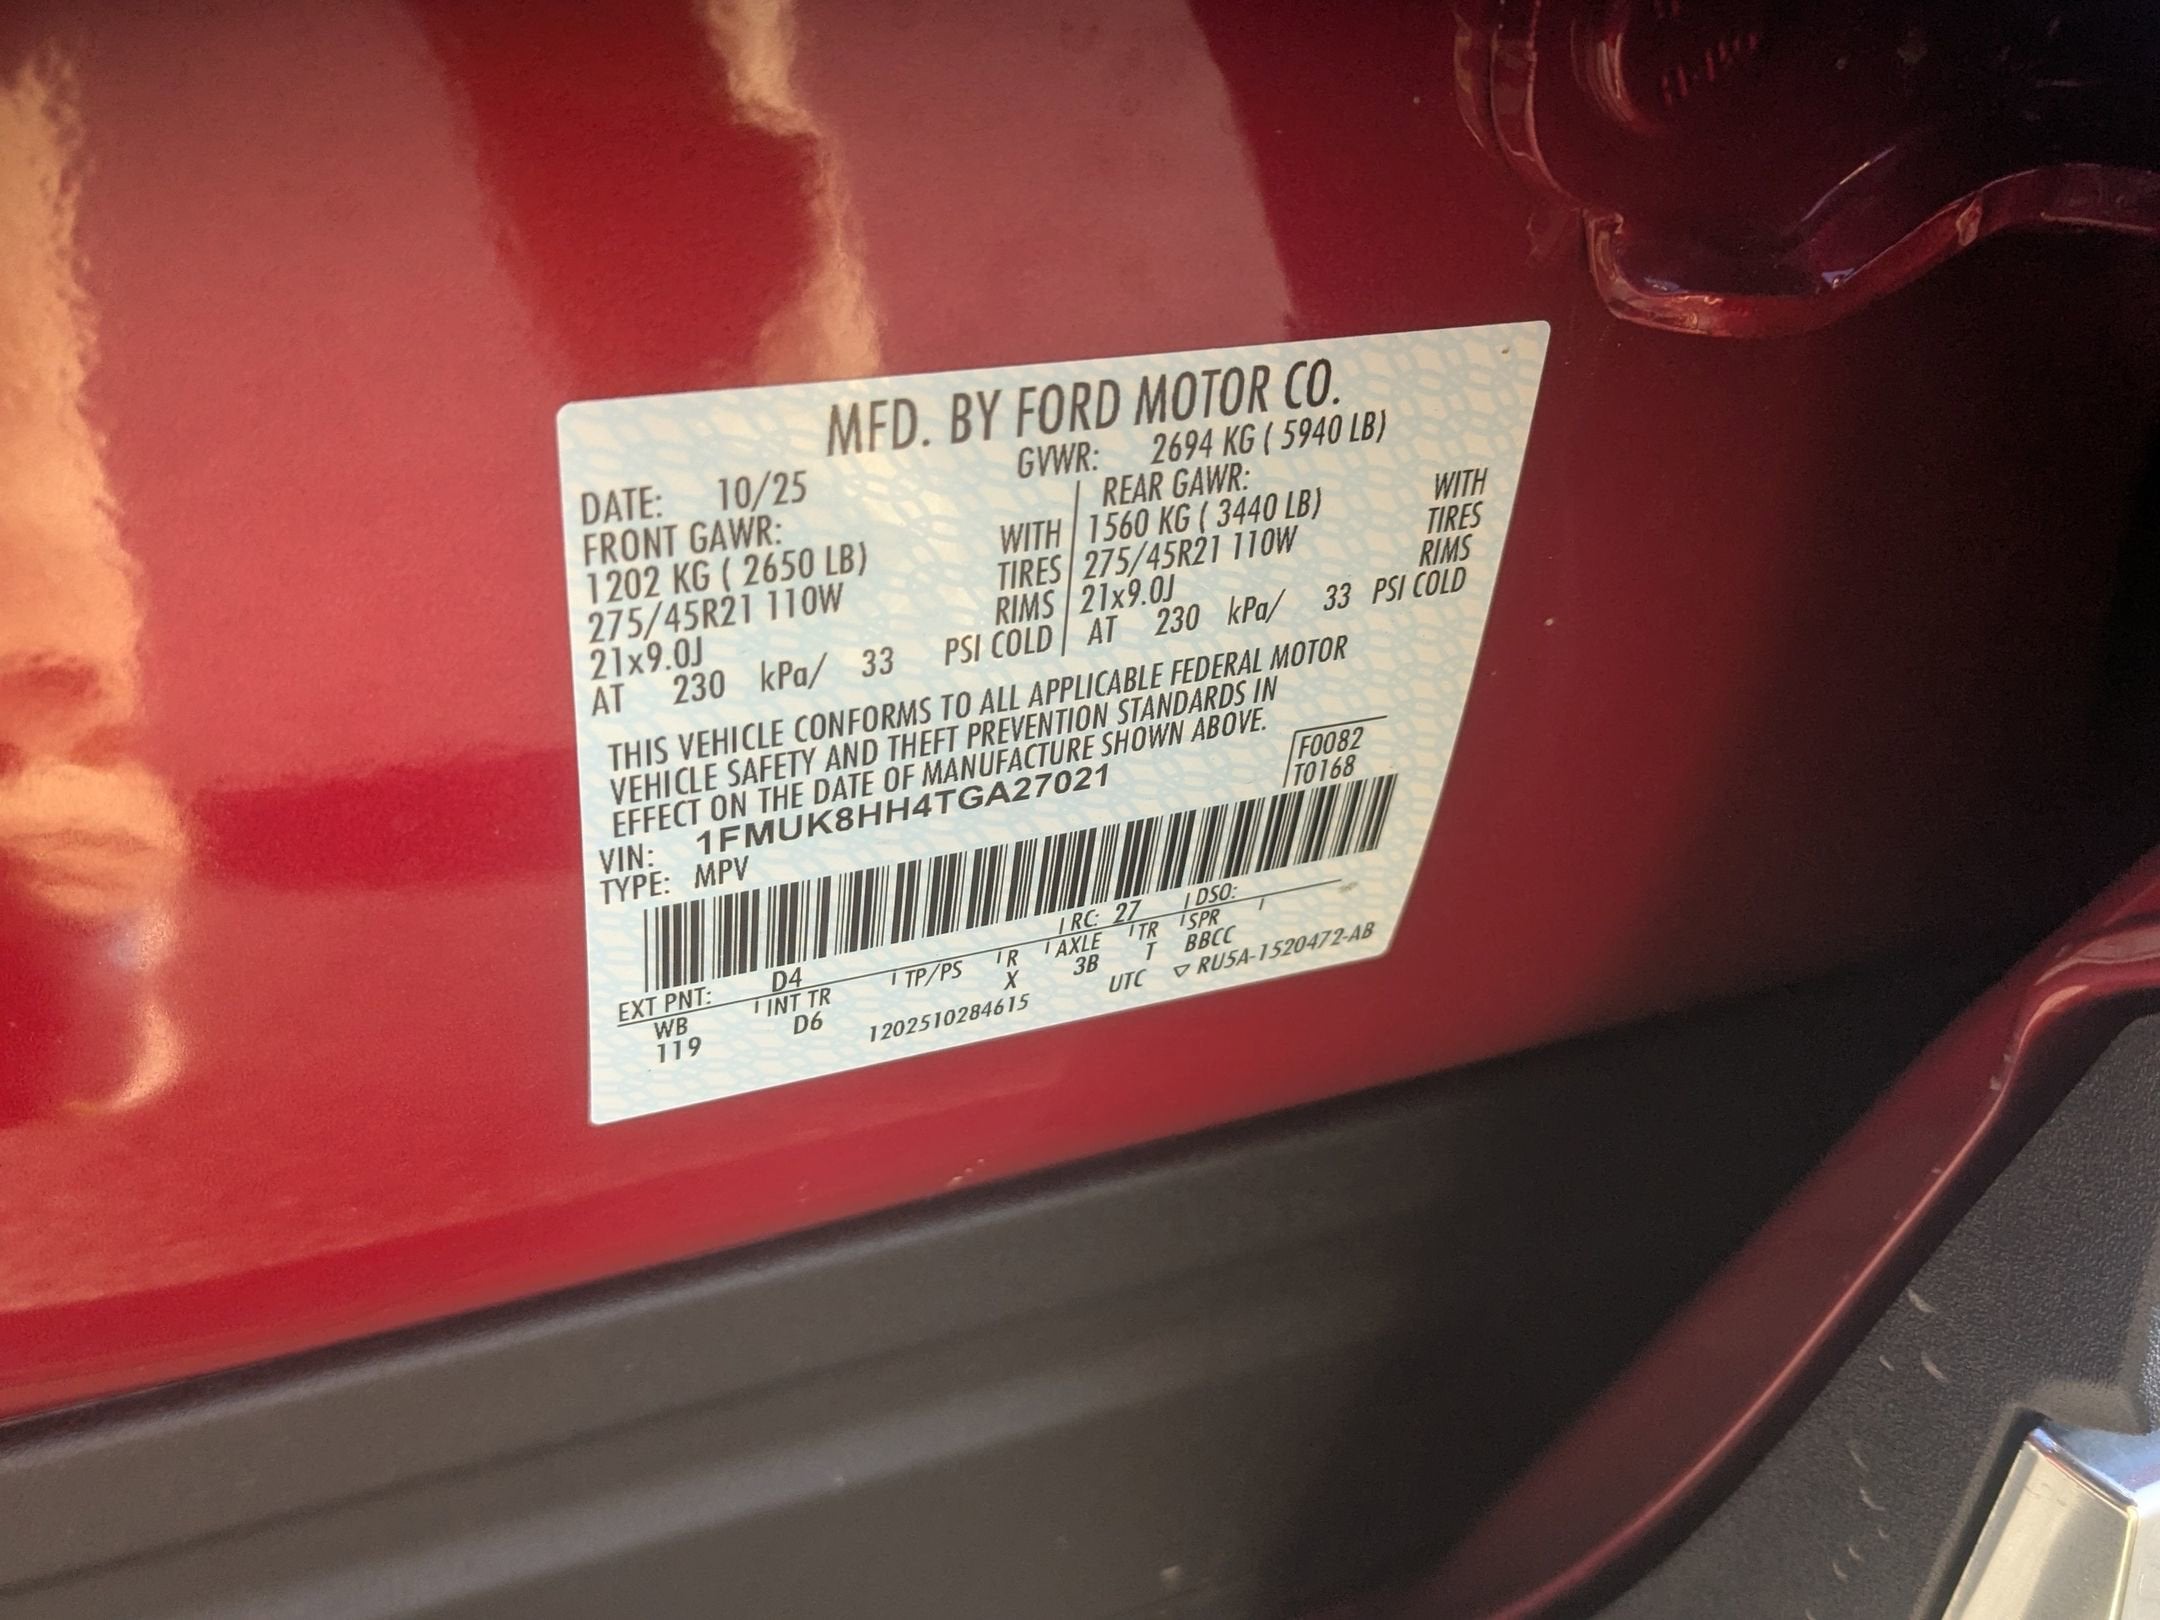 MFD. BY FORD MOTOR CO.
DATE: 10/25 GVWR: 2694 KG ( 5940 LB)
FRONT GAWR: REAR GAWR:
1202 KG ( 2650 LB) WITH 1560 KG ( 3440 LB) WITH
275/45R21 110W TIRES 275/45R21 110W TIRES
21x9.0J RIMS 21x9.0J RIMS
AT 230 kPa/ 33 PSI COLD AT 230 kPa/ 33 PSI COLD
THIS VEHICLE CONFORMS TO ALL APPLICABLE FEDERAL MOTOR
VEHICLE SAFETY AND THEFT PREVENTION STANDARDS IN
EFFECT ON THE DATE OF MANUFACTURE SHOWN ABOVE.
VIN: 1FMUK8HH4TGA27021 F0082
TYPE: MPV T0168
EXT PNT: D4 RC: 27 DSO:
WB INT TR TP/PS R AXLE TR SPR
119 D6 X 3B T BBCC
1202510284615 UTC ▽ RU5A-1520472-AB